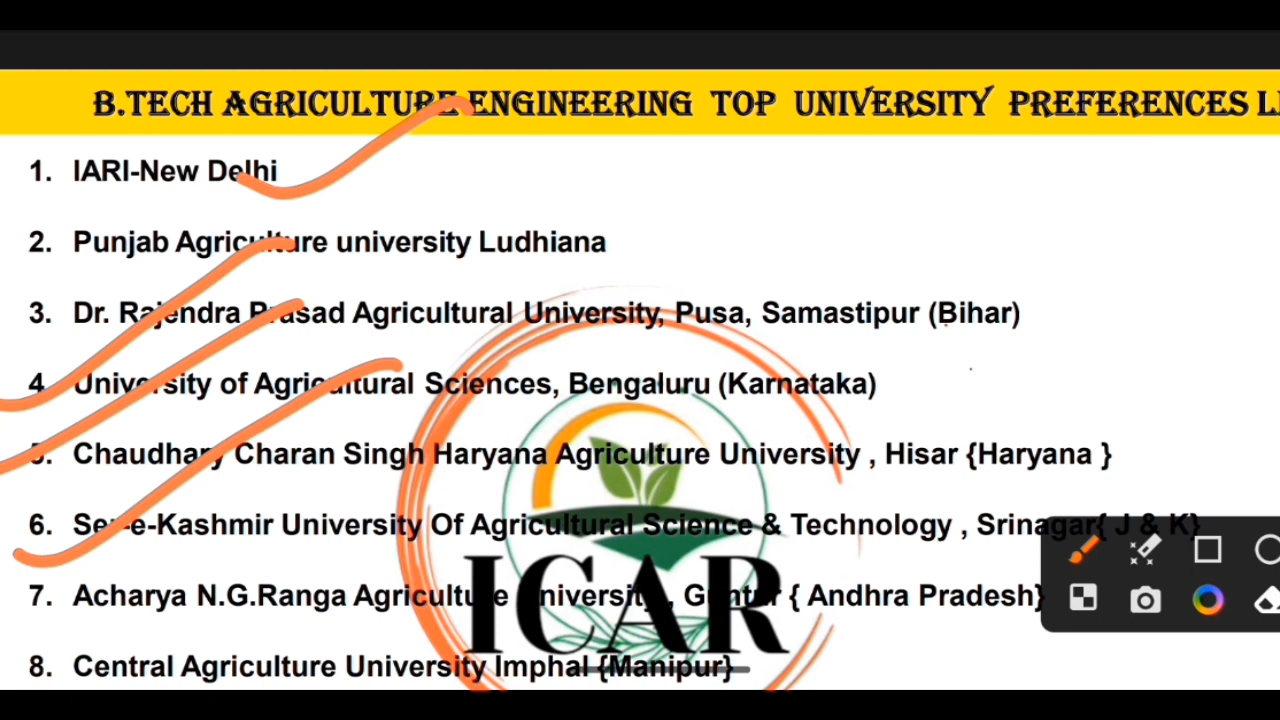 B.TECH AGRICULTURE ENGINEERING TOP UNIVERSITY PREFERENCES
1. IARI-New Delhi
2. Punjab Agriculture university Ludhiana
3. Dr. Rajendra Prasad Agricultural University, Pusa, Samastipur (Bihar)
4. University of Agricultural Sciences, Bengaluru (Karnataka)
5. Chaudhary Charan Singh Haryana Agriculture University , Hisar {Haryana }
6. Sere-Kashmir University Of Agricultural Science & Technology , Srinagar{ J & K}
7. Acharya N.G.Ranga Agriculture University , Guntur { Andhra Pradesh}
ICAR
8. Central Agriculture University Imphal {Manipur}